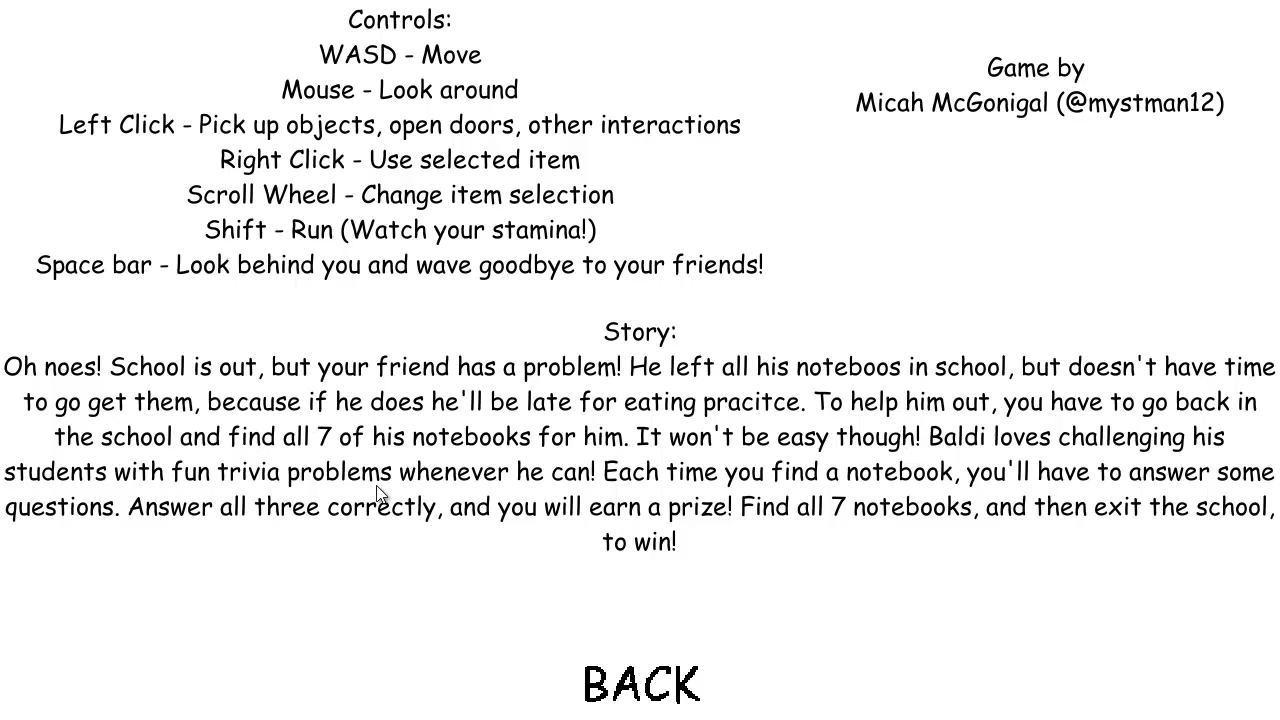 Controls:
WASD - Move
Mouse - Look around
Left Click - Pick up objects, open doors, other interactions
Right Click - Use selected item
Scroll Wheel - Change item selection
Shift - Run (Watch your stamina!)
Space bar - Look behind you and wave goodbye to your friends!
Game by
Micah McGonigal (@mystman12)
Story:
Oh noes! School is out, but your friend has a problem! He left all his noteboos in school, but doesn't have time
to go get them, because if he does he'll be late for eating pracitce. To help him out, you have to go back in
the school and find all 7 of his notebooks for him. It won't be easy though! Baldi loves challenging his
students with fun trivia problems whenever he can! Each time you find a notebook, you'll have to answer some
questions. Answer all three correctly, and you will earn a prize! Find all 7 notebooks, and then exit the school,
to win!
BACK